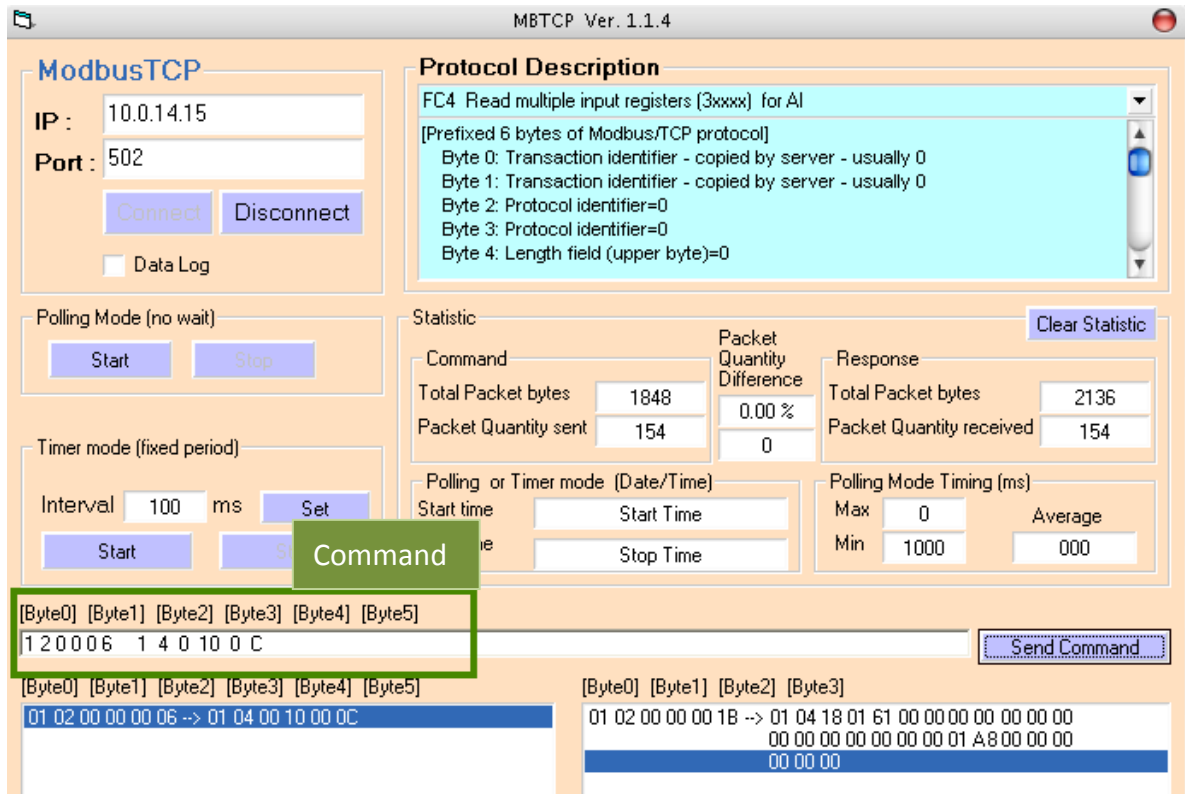 MBTCP Ver. 1.1.4
ModbusTCP
IP : 10.0.14.15
Port : 502
Connect Disconnect
Data Log
Protocol Description
FC4 Read multiple input registers (3xxxx) for AI
[Prefixed 6 bytes of Modbus/TCP protocol]
Byte 0: Transaction identifier - copied by server - usually 0
Byte 1: Transaction identifier - copied by server - usually 0
Byte 2: Protocol identifier=0
Byte 3: Protocol identifier=0
Byte 4: Length field (upper byte)=0
Polling Mode (no wait)
Start Stop
Timer mode (fixed period)
Interval 100 ms Set
Start
Statistic
Clear Statistic
Command
Total Packet bytes 1848
Packet Quantity sent 154
Packet
Quantity
Difference
0.00 %
0
Response
Total Packet bytes 2136
Packet Quantity received 154
Polling or Timer mode (Date/Time)
Start time Start Time
Stop Time
Polling Mode Timing (ms)
Max 0 Average
Min 1000 000
Command
[Byte0] [Byte1] [Byte2] [Byte3] [Byte4] [Byte5]
1 2 0 0 0 6 1 4 0 10 0 C
Send Command
[Byte0] [Byte1] [Byte2] [Byte3] [Byte4] [Byte5]
01 02 00 00 00 06 --> 01 04 00 10 00 0C
[Byte0] [Byte1] [Byte2] [Byte3]
01 02 00 00 00 1B --> 01 04 18 01 61 00 00 00 00 00 00 00 00
00 00 00 00 00 00 00 00 01 A8 00 00 00
00 00 00